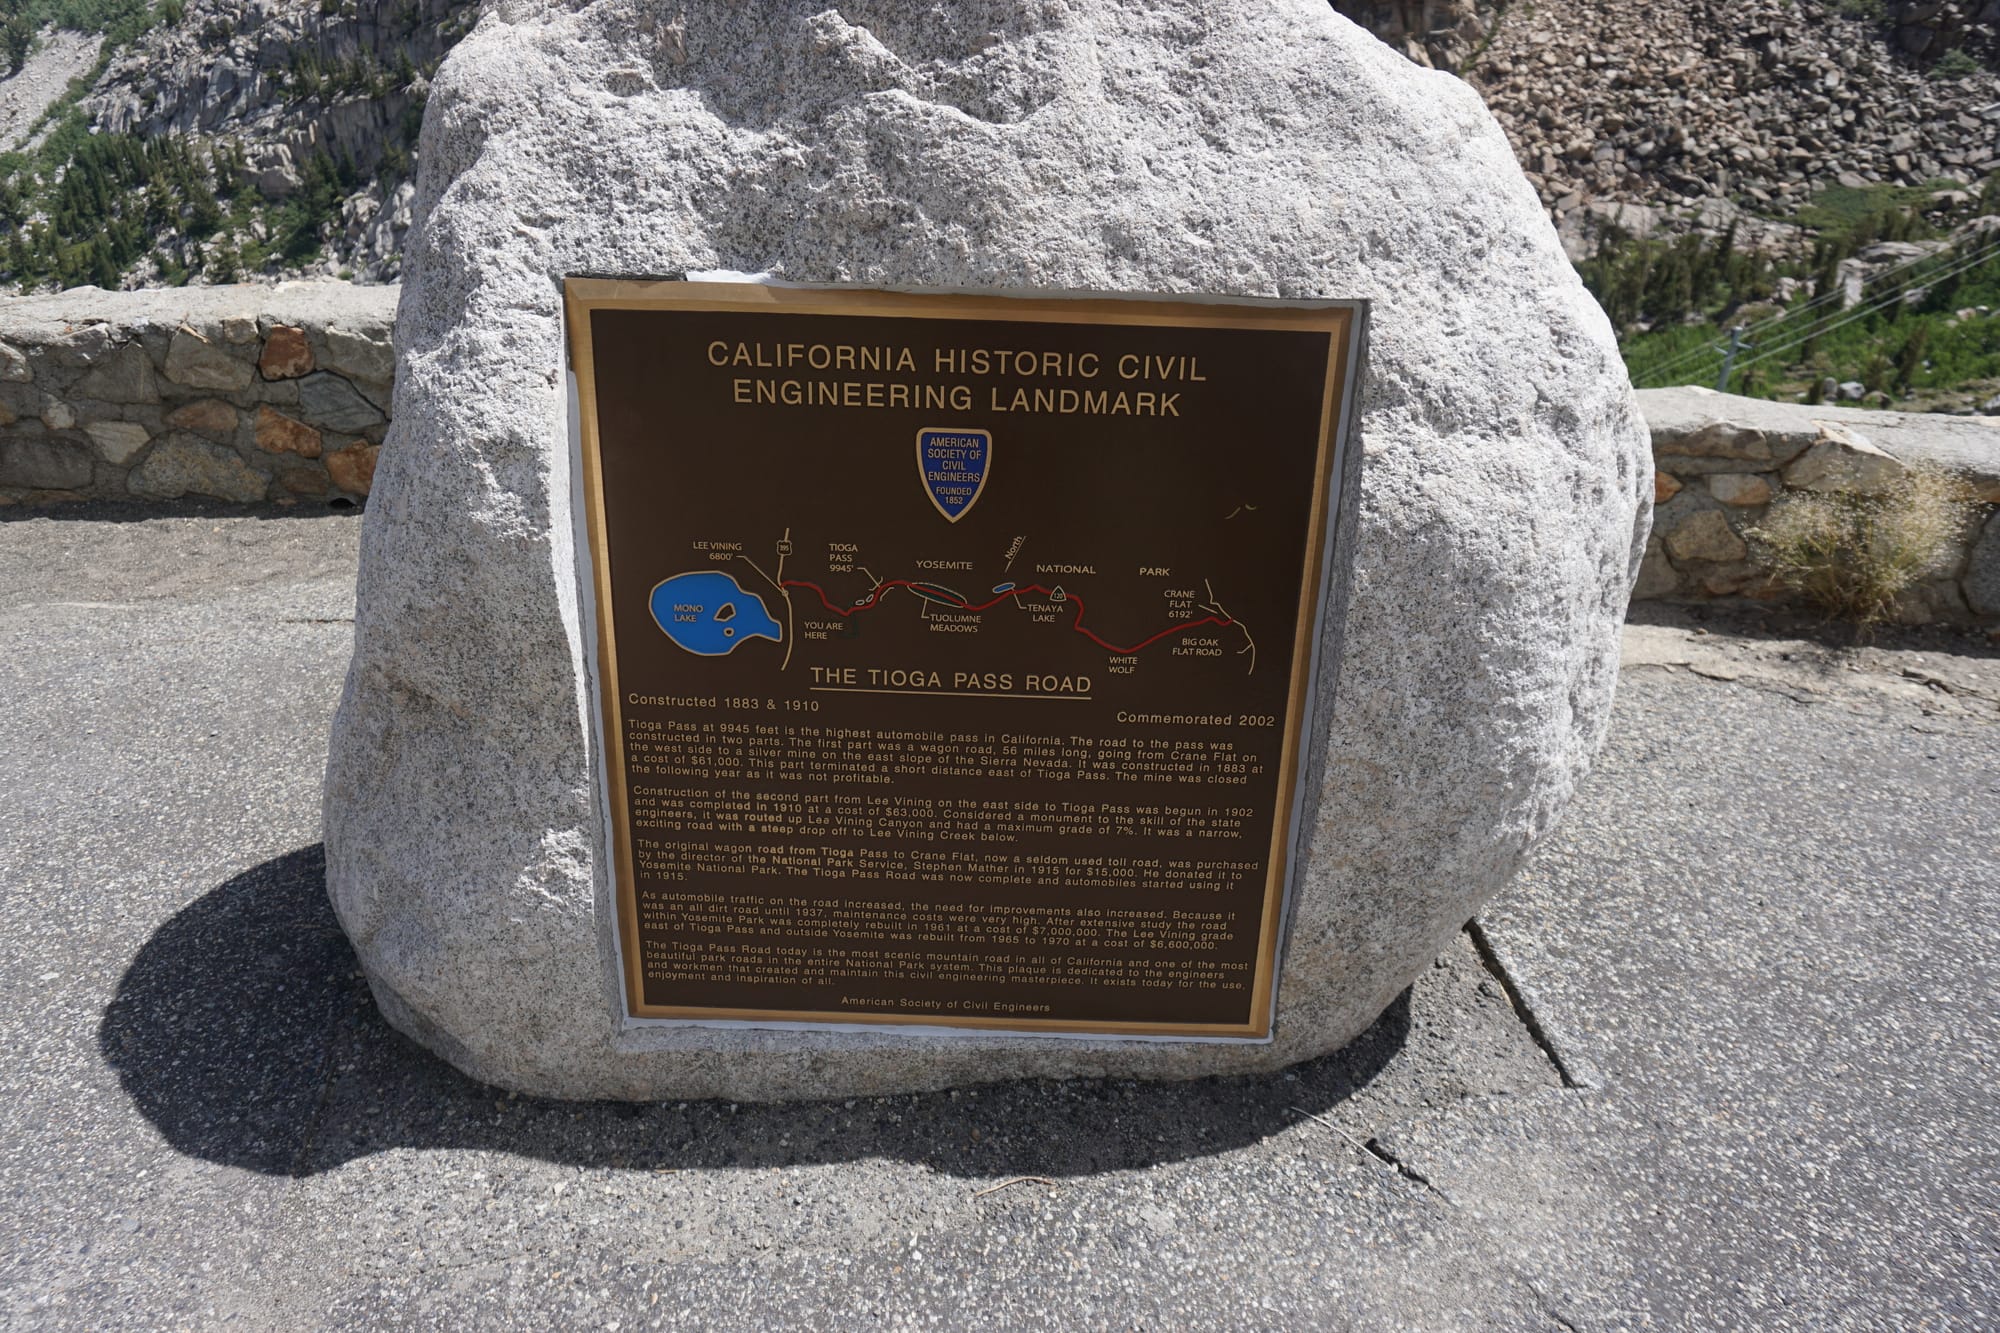 CALIFORNIA HISTORIC CIVIL
ENGINEERING LANDMARK
AMERICAN
SOCIETY OF
CIVIL
ENGINEERS
FOUNDED
1852
LEE VINING
6800'
395
TIOGA
PASS
9945'
YOSEMITE
North
NATIONAL
PARK
MONO
LAKE
YOU ARE
HERE
TUOLUMNE
MEADOWS
TENAYA
LAKE
120
CRANE
FLAT
6192'
BIG OAK
FLAT ROAD
WHITE
WOLF
THE TIOGA PASS ROAD
Constructed 1883 & 1910
Commemorated 2002
Tioga Pass at 9945 feet is the highest automobile pass in California. The road to the pass was
constructed in two parts. The first part was a wagon road, 56 miles long, going from Crane Flat on
the west side to a silver mine on the east slope of the Sierra Nevada. It was constructed in 1883 at
a cost of $61,000. This part terminated a short distance east of Tioga Pass. The mine was closed
the following year as it was not profitable.
Construction of the second part from Lee Vining on the east side to Tioga Pass was begun in 1902
and was completed in 1910 at a cost of $63,000. Considered a monument to the skill of the state
engineers, it was routed up Lee Vining Canyon and had a maximum grade of 7%. It was a narrow,
exciting road with a steep drop off to Lee Vining Creek below.
The original wagon road from Tioga Pass to Crane Flat, now a seldom used toll road, was purchased
by the director of the National Park Service, Stephen Mather in 1915 for $15,000. He donated it to
Yosemite National Park. The Tioga Pass Road was now complete and automobiles started using it
in 1915.
As automobile traffic on the road increased, the need for improvements also increased. Because it
was an all dirt road until 1937, maintenance costs were very high. After extensive study the road
within Yosemite Park was completely rebuilt in 1961 at a cost of $7,000,000. The Lee Vining grade
east of Tioga Pass and outside Yosemite was rebuilt from 1965 to 1970 at a cost of $6,600,000.
The Tioga Pass Road today is the most scenic mountain road in all of California and one of the most
beautiful park roads in the entire National Park system. This plaque is dedicated to the engineers
and workmen that created and maintain this civil engineering masterpiece. It exists today for the use,
enjoyment and inspiration of all.
American Society of Civil Engineers